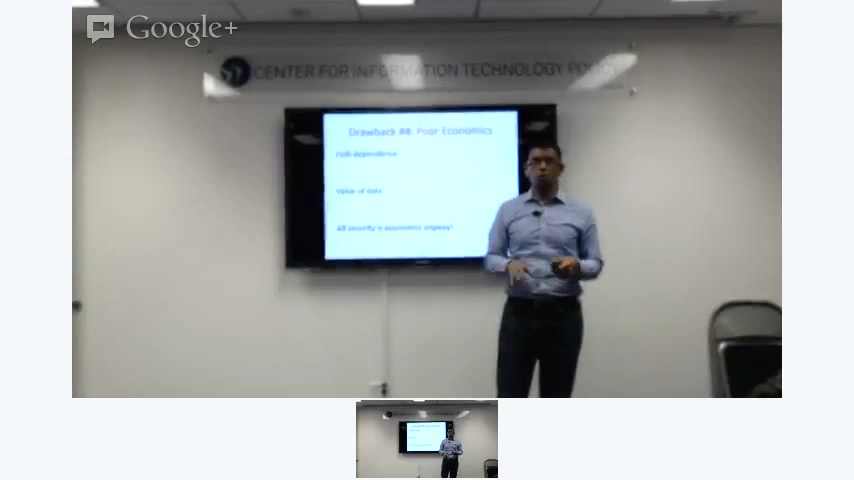 Google+
CENTER FOR INFORMATION TECHNOLOGY POLICY
Drawback #4: Poor Economics
Path dependence
Value of data
All security is economics anyway!